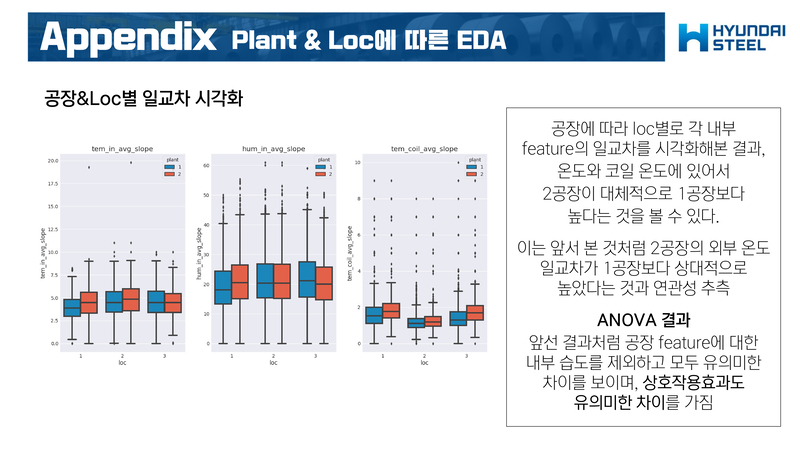 Appendix Plant & Loc에 따른 EDA
HYUNDAI
STEEL
공장&Loc별 일교차 시각화
tem_in_avg_slope
plant
1
2
20.0
17.5
15.0
12.5
10.0
7.5
5.0
2.5
0.0
tem_in_avg_slope
1 2 3
loc
hum_in_avg_slope
plant
1
2
60
50
40
30
20
10
0
hum_in_avg_slope
1 2 3
loc
tem_coil_avg_slope
plant
1
2
10
8
6
4
2
0
tem_coil_avg_slope
1 2 3
loc
공장에 따라 loc별로 각 내부
feature의 일교차를 시각화해본 결과,
온도와 코일 온도에 있어서
2공장이 대체적으로 1공장보다
높다는 것을 볼 수 있다.
이는 앞서 본 것처럼 2공장의 외부 온도
일교차가 1공장보다 상대적으로
높았다는 것과 연관성 추측
ANOVA 결과
앞선 결과처럼 공장 feature에 대한
내부 습도를 제외하고 모두 유의미한
차이를 보이며, 상호작용효과도
유의미한 차이를 가짐